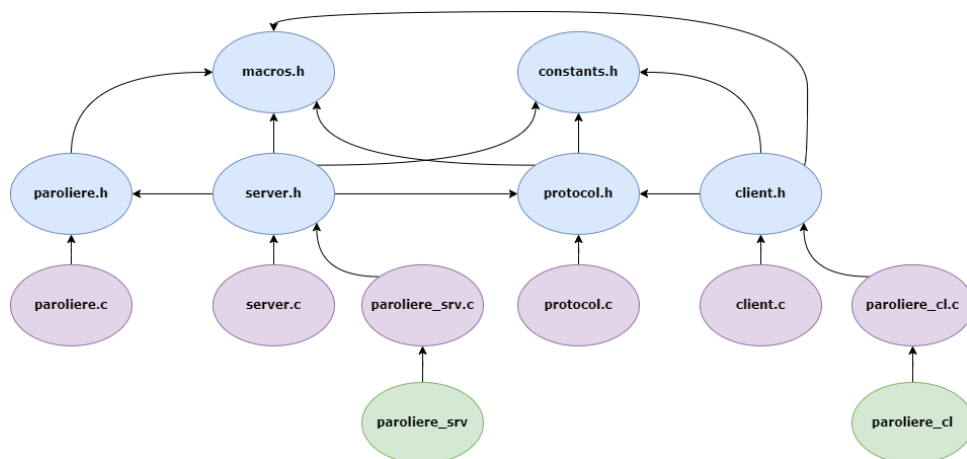 macros.h
constants.h
paroliere.h
server.h
protocol.h
client.h
paroliere.c
server.c
paroliere_srv.c
protocol.c
client.c
paroliere_cl.c
paroliere_srv
paroliere_cl